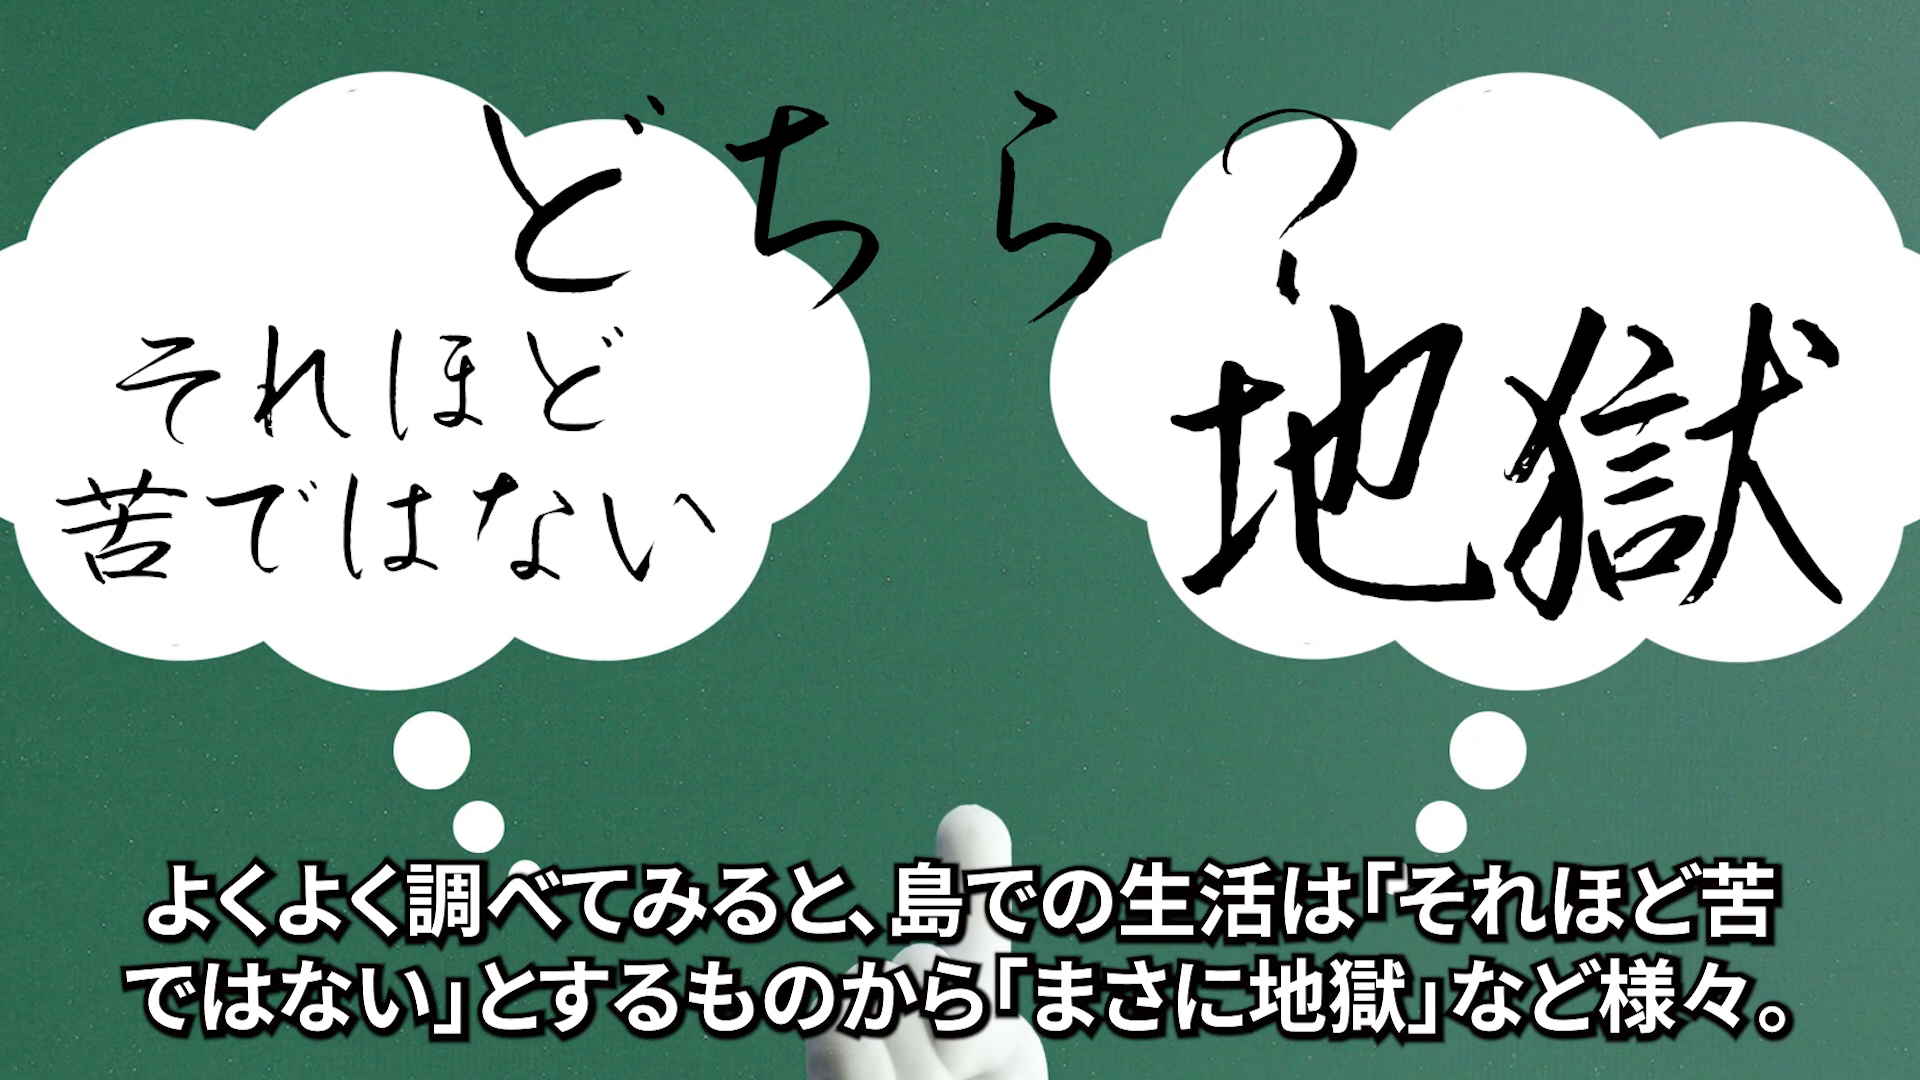 どちら?
それほど
苦ではない
地獄
よくよく調べてみると、島での生活は「それほど苦
ではない」とするものから「まさに地獄」など様々。